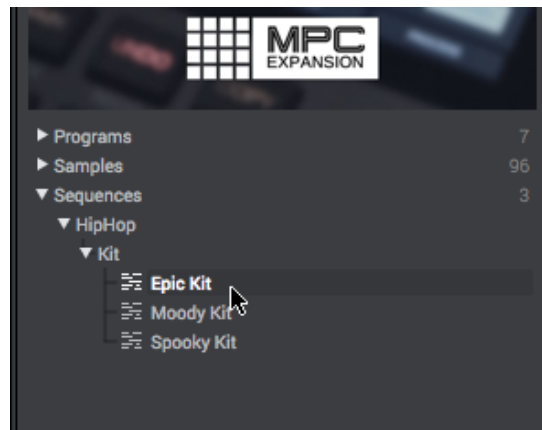 MPC
EXPANSION
Programs 7
Samples 96
Sequences 3
HipHop
Kit
Epic Kit
Moody Kit
Spooky Kit